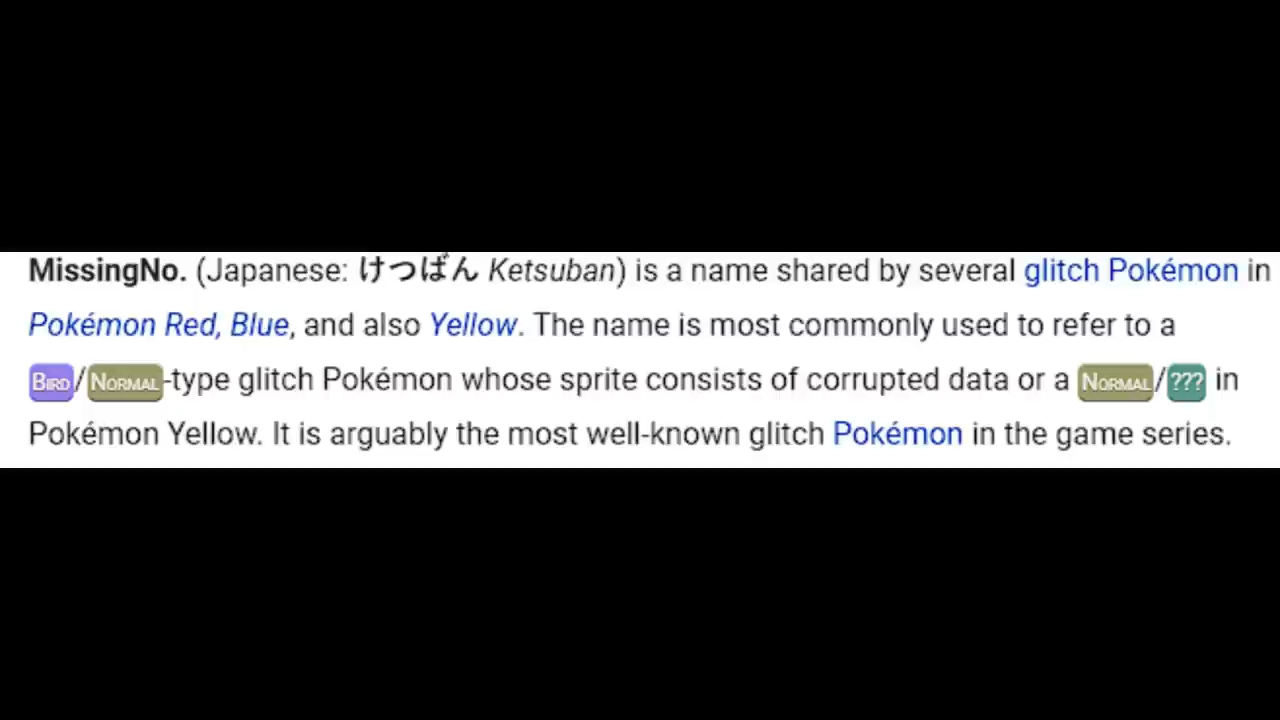 MissingNo. (Japanese: けつばん Ketsuban) is a name shared by several glitch Pokémon in
Pokémon Red, Blue, and also Yellow. The name is most commonly used to refer to a
Bird/Normal-type glitch Pokémon whose sprite consists of corrupted data or a Normal/??? in
Pokémon Yellow. It is arguably the most well-known glitch Pokémon in the game series.